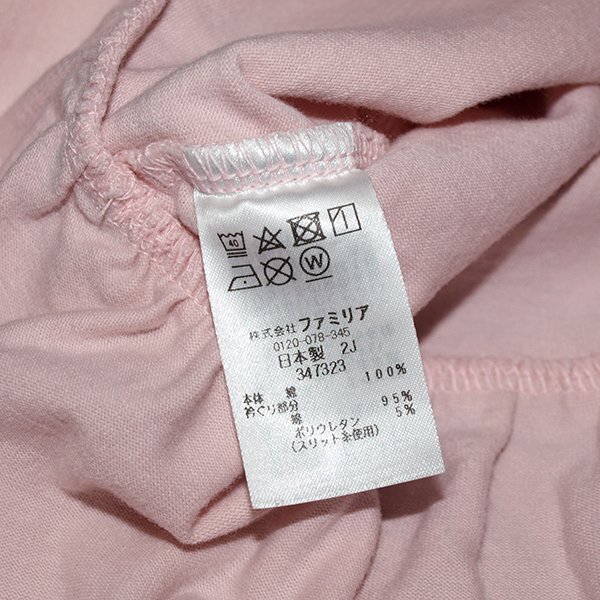 40
W
株式会社 ファミリア
0120-078-345
日本製 2J
347323
本体 綿 100%
衿ぐり部分
綿 95%
ポリウレタン 5%
(スリット糸使用)